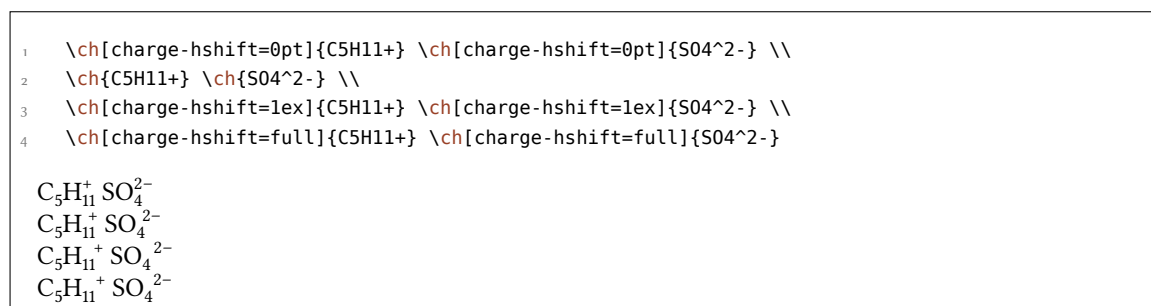 1 \ch[charge-hshift=0pt]{C5H11+} \ch[charge-hshift=0pt]{SO4^2-} \\
2 \ch{C5H11+} \ch{SO4^2-} \\
3 \ch[charge-hshift=1ex]{C5H11+} \ch[charge-hshift=1ex]{SO4^2-} \\
4 \ch[charge-hshift=full]{C5H11+} \ch[charge-hshift=full]{SO4^2-}
C₅H₁₁⁺ SO₄²⁻
C₅H₁₁⁺ SO₄²⁻
C₅H₁₁⁺ SO₄²⁻
C₅H₁₁⁺ SO₄²⁻